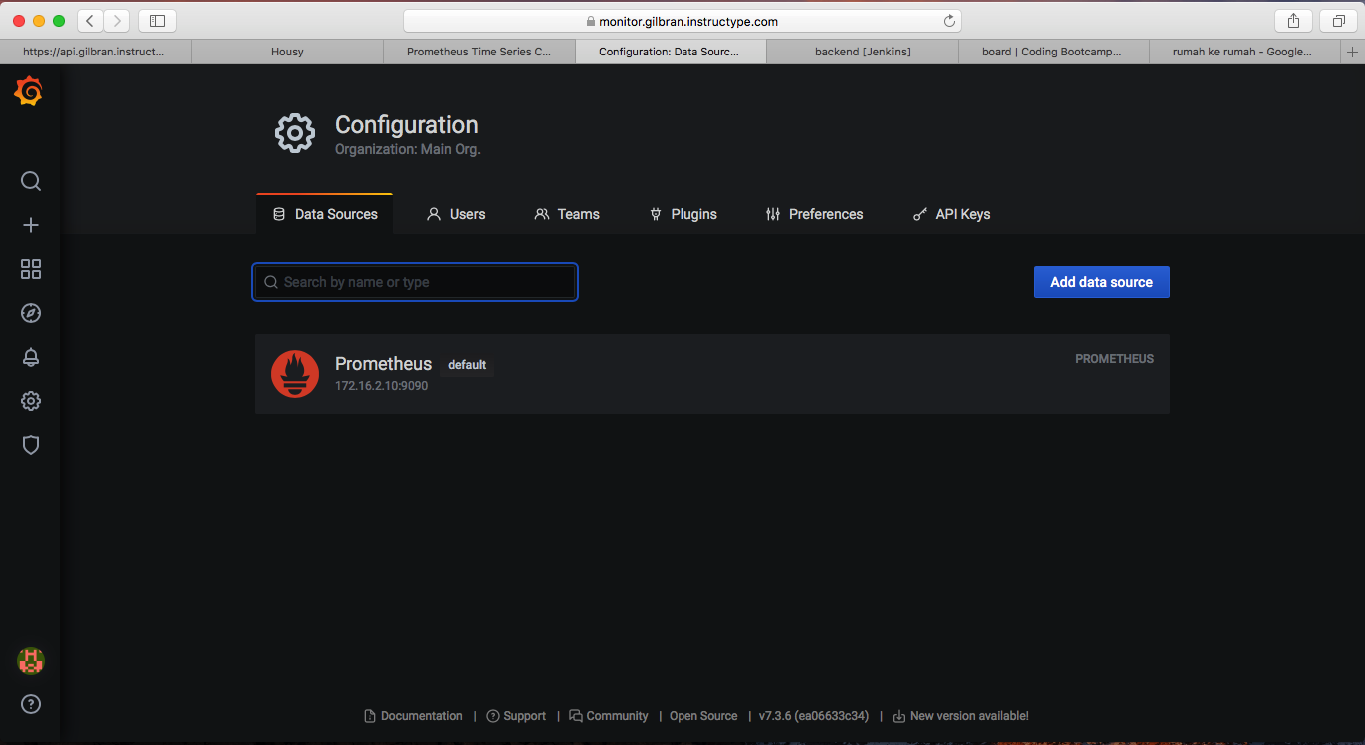 monitor.gilbran.instructype.com
https://api.gilbran.instruct...
Housy
Prometheus Time Series C...
Configuration: Data Sourc...
backend [Jenkins]
board | Coding Bootcamp...
rumah ke rumah - Google...
Configuration
Organization: Main Org.
Data Sources
Users
Teams
Plugins
Preferences
API Keys
Search by name or type
Add data source
Prometheus default
PROMETHEUS
172.16.2.10:9090
Documentation | Support | Community | Open Source | v7.3.6 (ea06633c34) | New version available!